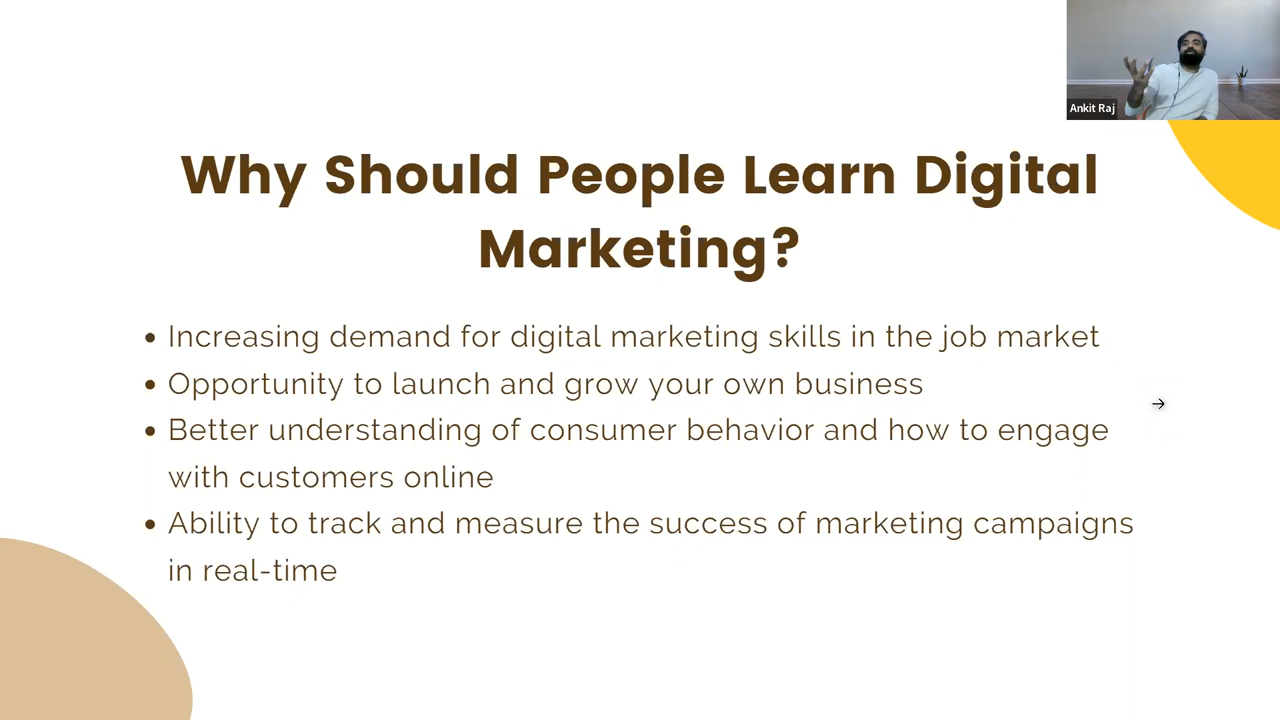 Ankit Raj
Why Should People Learn Digital
Marketing?
• Increasing demand for digital marketing skills in the job market
• Opportunity to launch and grow your own business
• Better understanding of consumer behavior and how to engage
with customers online
• Ability to track and measure the success of marketing campaigns
in real-time